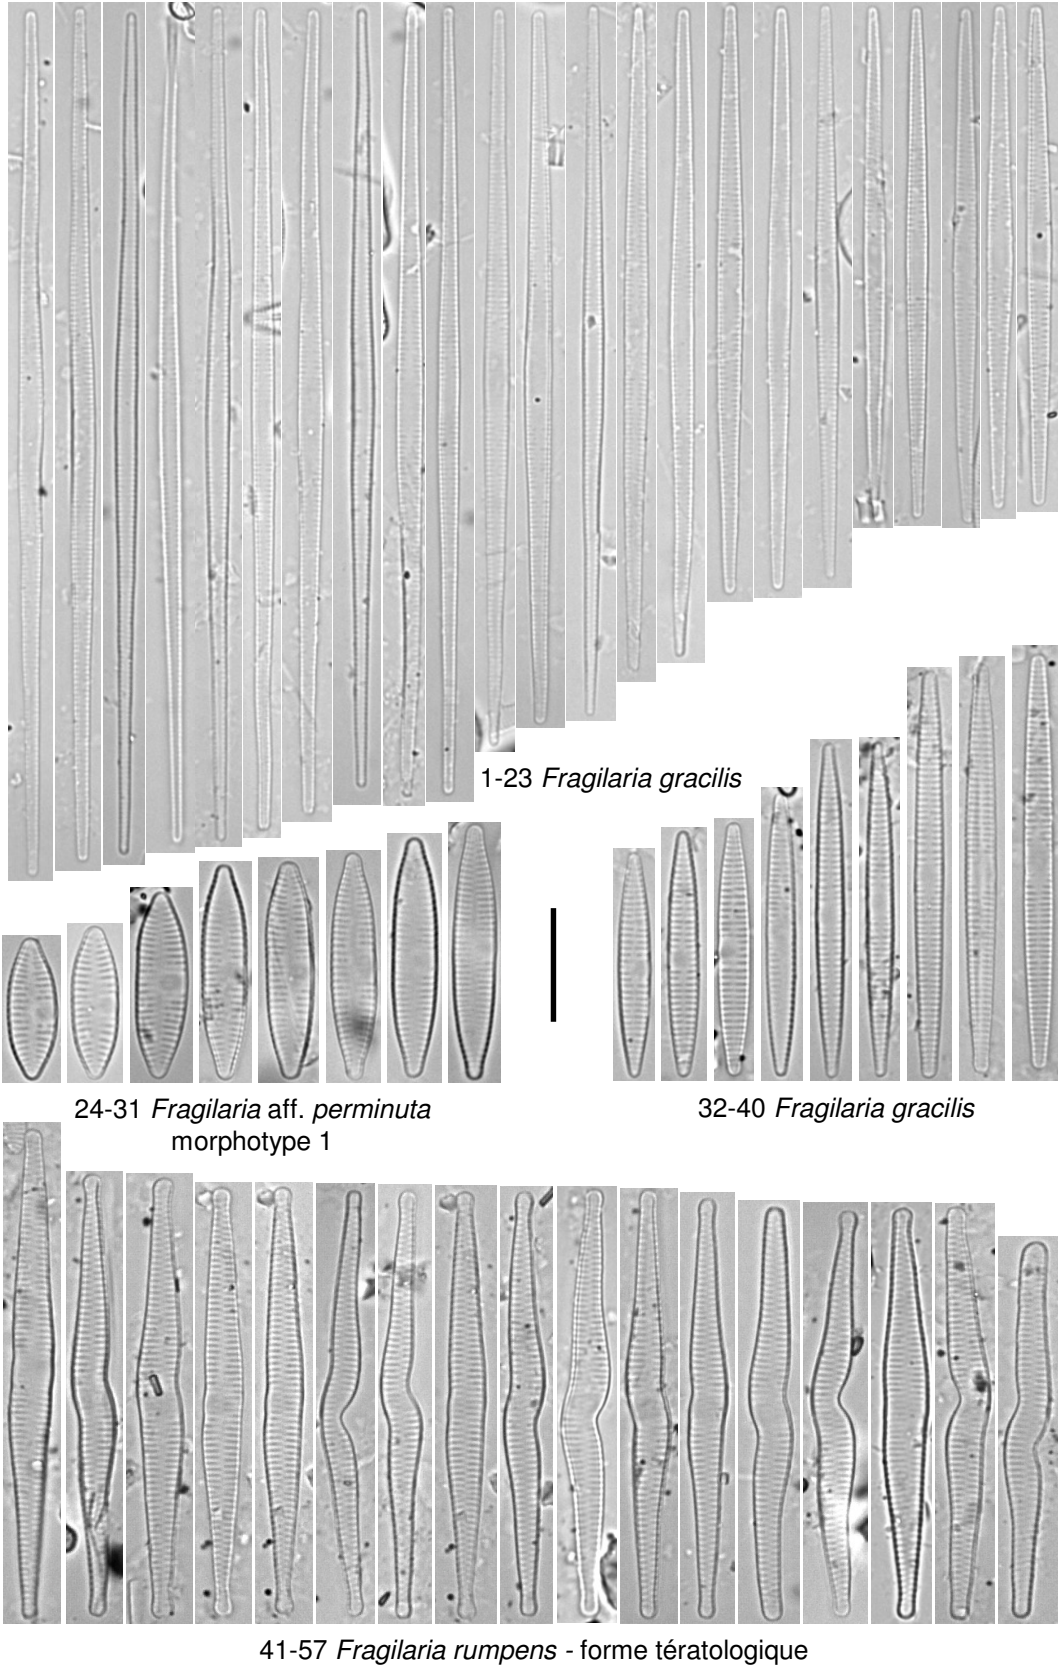 1-23 Fragilaria gracilis
24-31 Fragilaria aff. perminuta
morphotype 1
32-40 Fragilaria gracilis
41-57 Fragilaria rumpens - forme tératologique